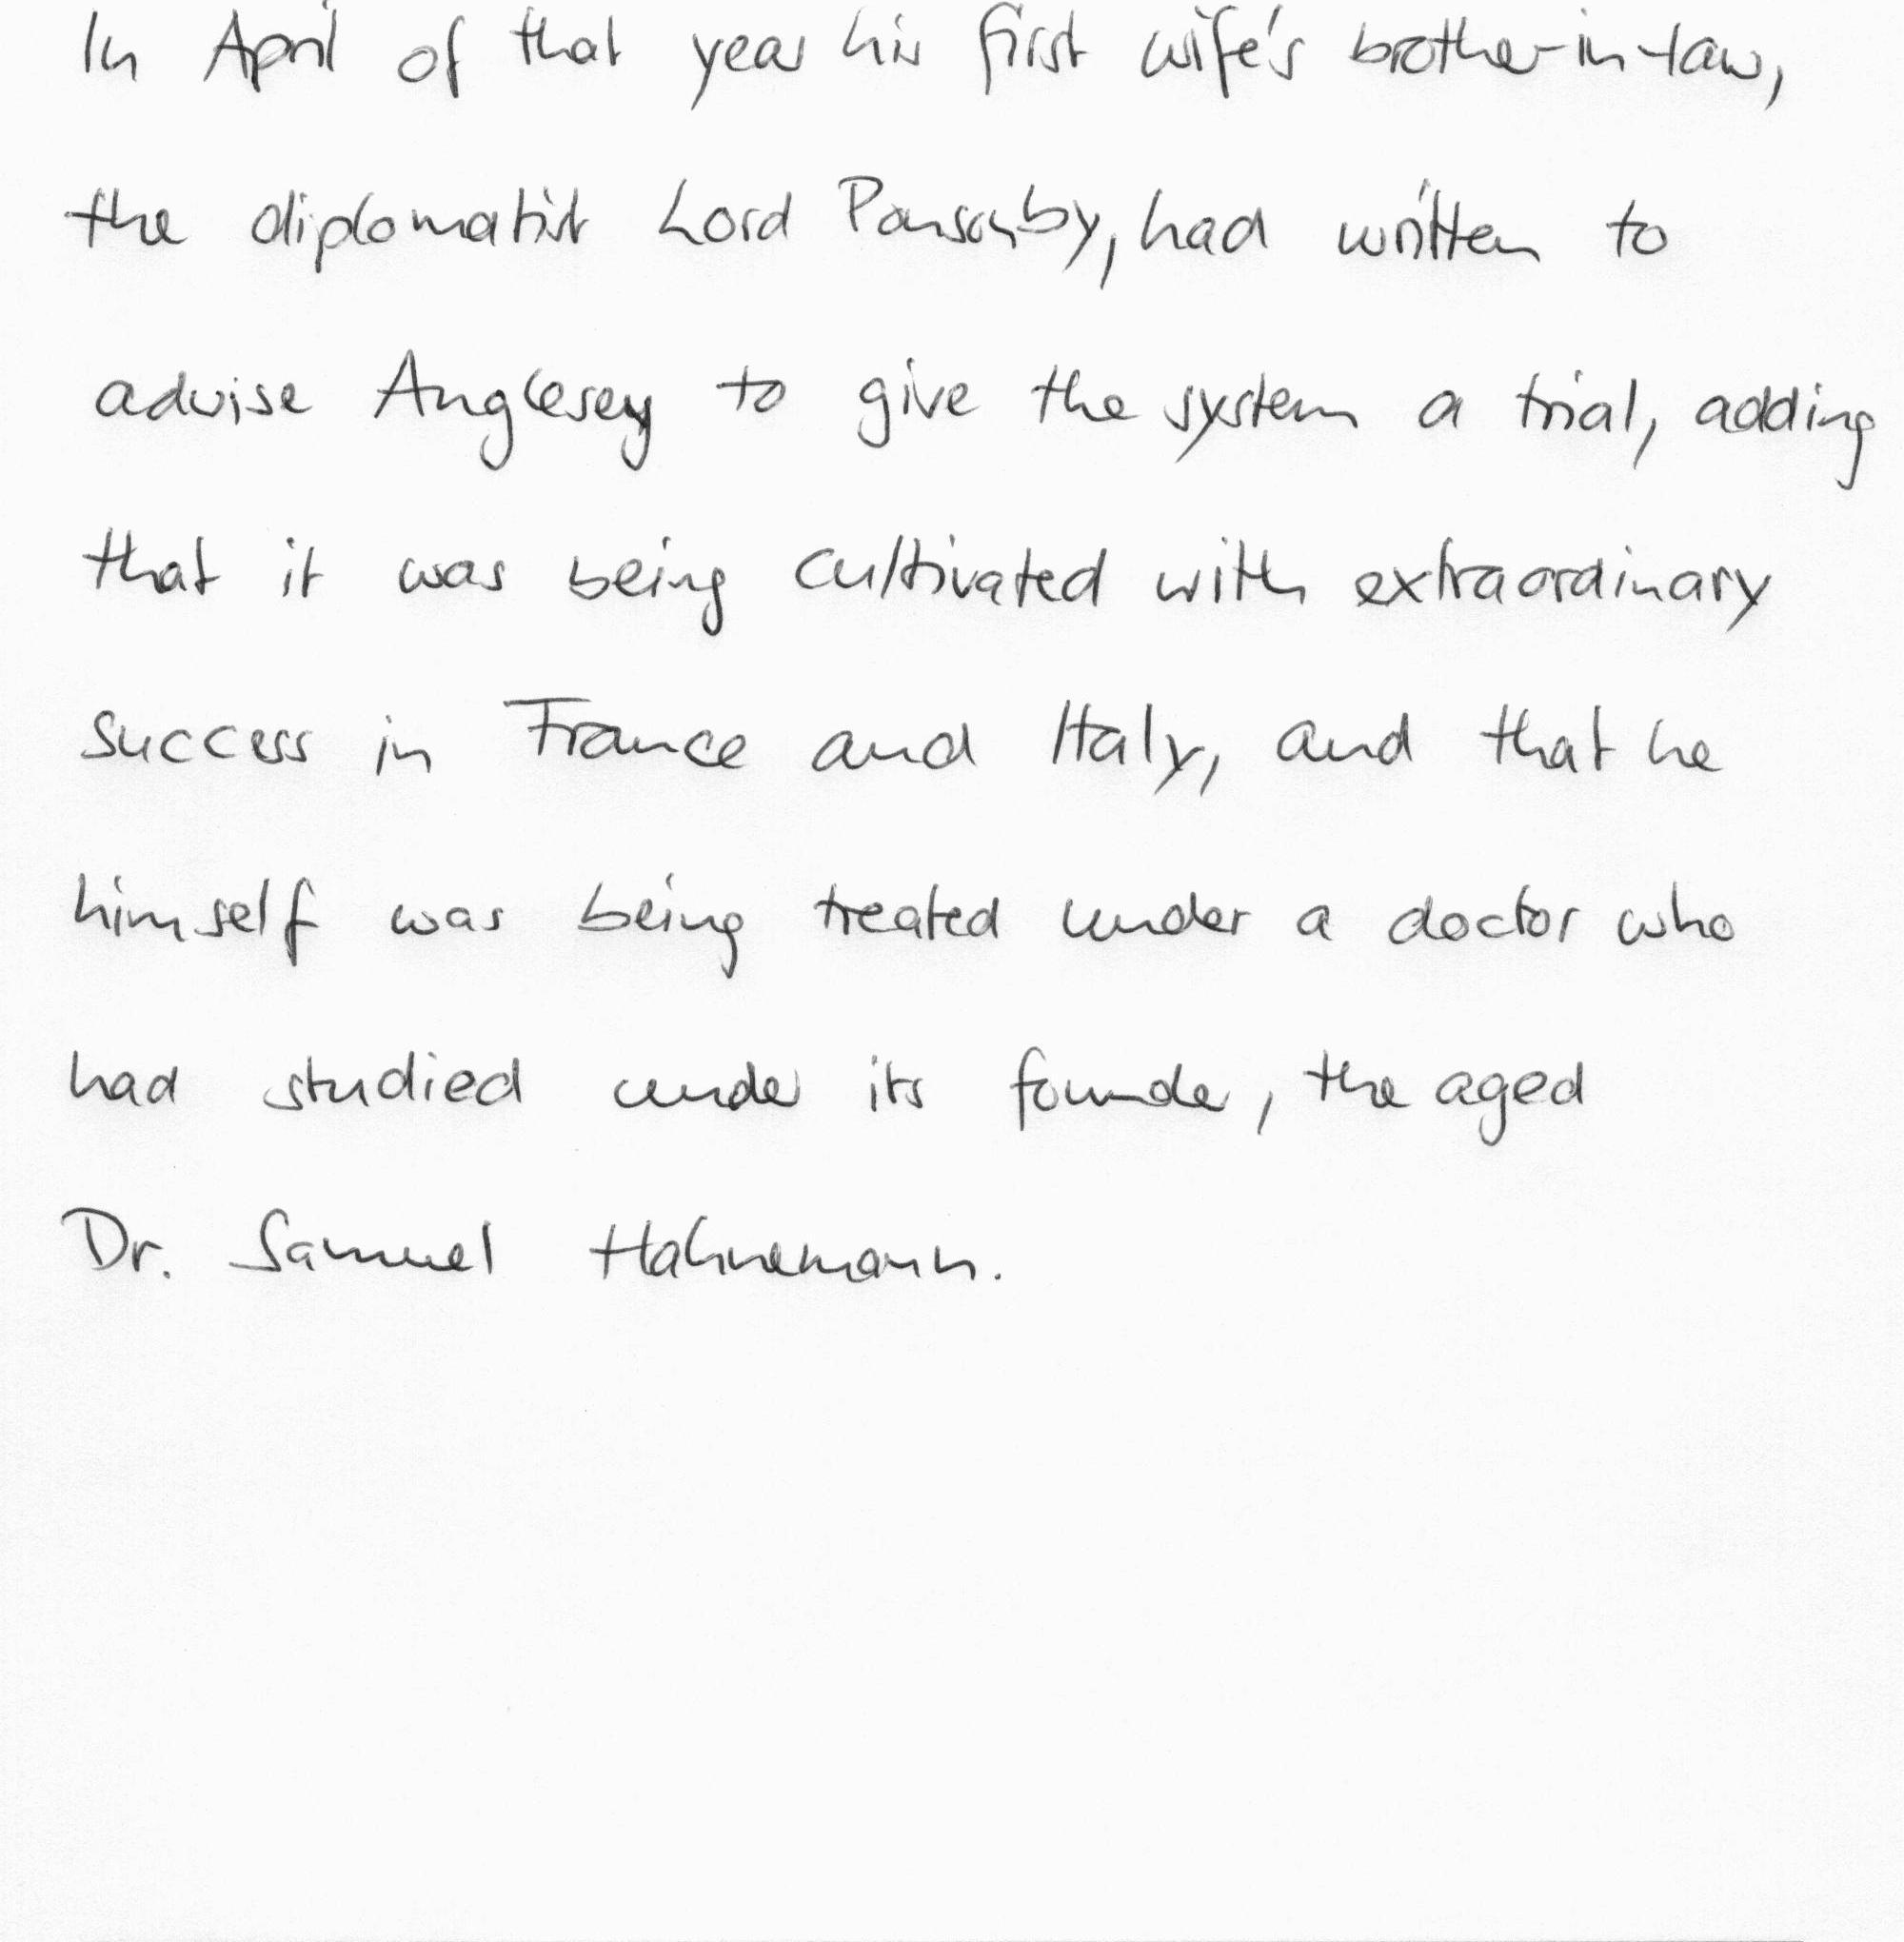 In April of that year his first wife's brother-in-law,
the diplomatist Lord Ponsonby, had written to
advise Anglesey to give the system a trial, adding
that it was being cultivated with extraordinary
success in France and Italy, and that he
himself was being treated under a doctor who
had studied under its founder, the aged
Dr. Samuel Hahnemann.